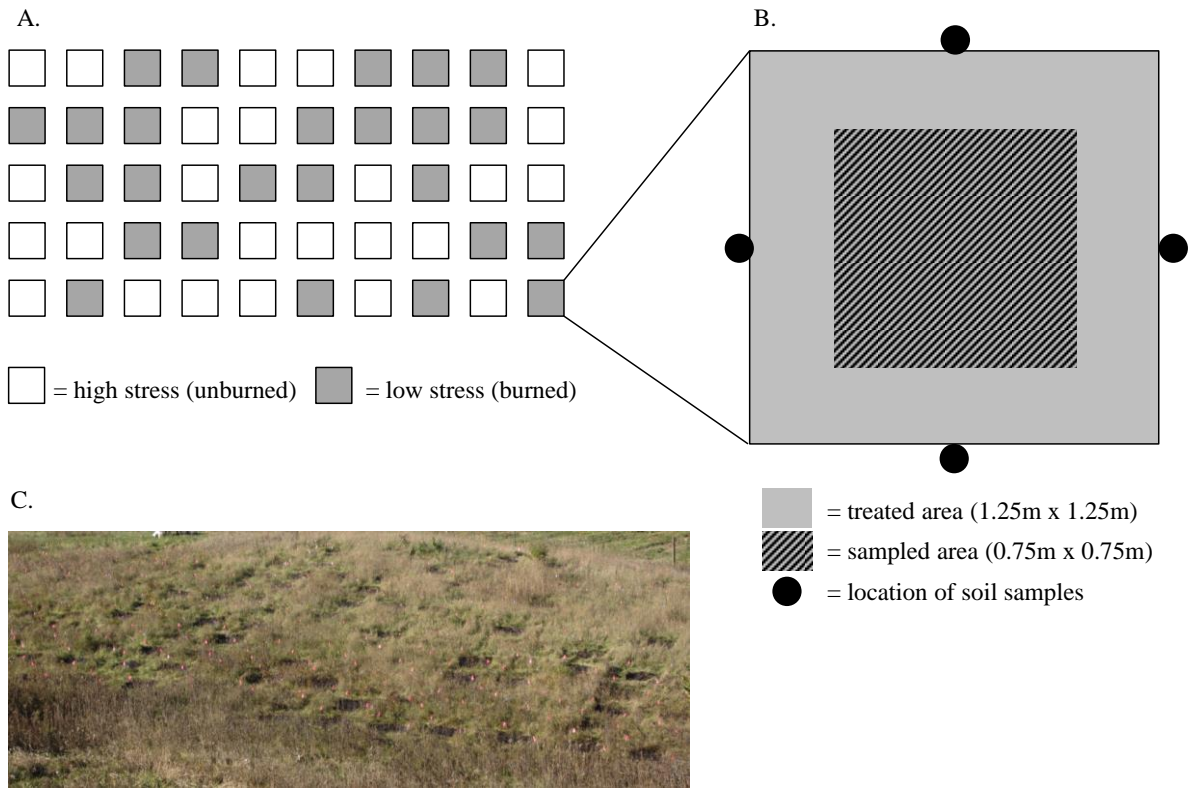 A.
B.
= high stress (unburned)
= low stress (burned)
C.
= treated area (1.25m x 1.25m)
= sampled area (0.75m x 0.75m)
= location of soil samples